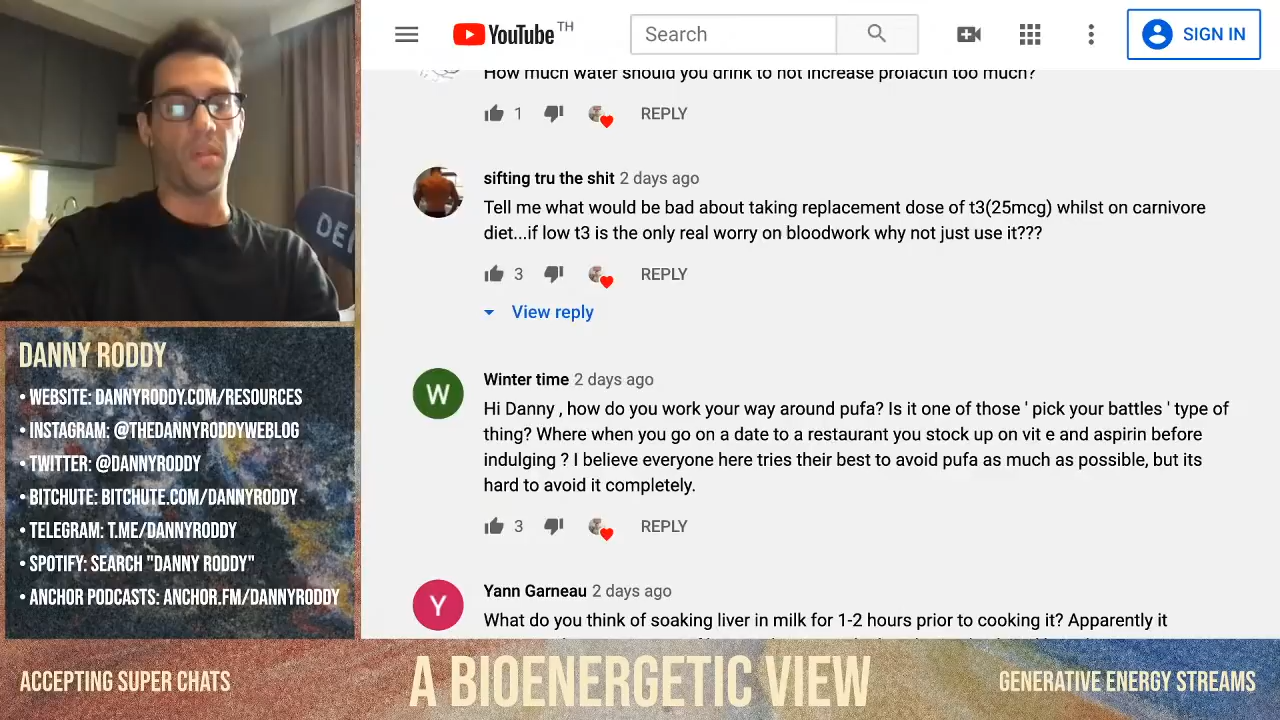 YouTube TH
Search
SIGN IN
How much water should you drink to not increase prolactin too much?
1 REPLY
sifting tru the shit 2 days ago
Tell me what would be bad about taking replacement dose of t3(25mcg) whilst on carnivore
diet...if low t3 is the only real worry on bloodwork why not just use it???
3 REPLY
View reply
W
Winter time 2 days ago
Hi Danny , how do you work your way around pufa? Is it one of those ' pick your battles ' type of
thing? Where when you go on a date to a restaurant you stock up on vit e and aspirin before
indulging ? I believe everyone here tries their best to avoid pufa as much as possible, but its
hard to avoid it completely.
3 REPLY
Y
Yann Garneau 2 days ago
What do you think of soaking liver in milk for 1-2 hours prior to cooking it? Apparently it
DANNY RODDY
• WEBSITE: DANNYRODDY.COM/RESOURCES
• INSTAGRAM: @THEDANNYRODDYWEBLOG
• TWITTER: @DANNYRODDY
• BITCHUTE: BITCHUTE.COM/DANNYRODDY
• TELEGRAM: T.ME/DANNYRODDY
• SPOTIFY: SEARCH "DANNY RODDY"
• ANCHOR PODCASTS: ANCHOR.FM/DANNYRODDY
ACCEPTING SUPER CHATS
A BIOENERGETIC VIEW
GENERATIVE ENERGY STREAMS